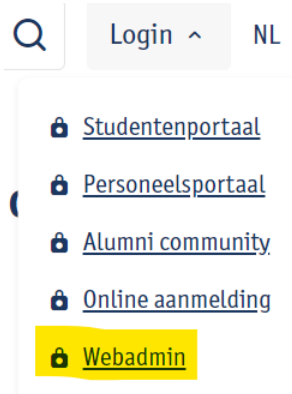 Login NL
Studentenportaal
Personeelsportaal
Alumni community
Online aanmelding
Webadmin